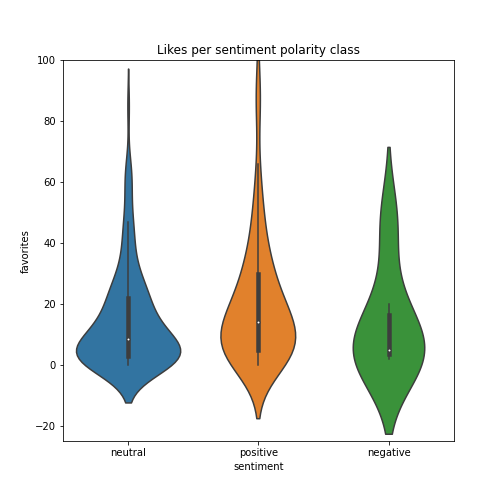 Likes per sentiment polarity class
100
80
60
40
20
0
−20
favorites
neutral
positive
negative
sentiment